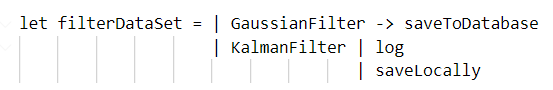 let filterDataSet = | GaussianFilter -> saveToDatabase
| KalmanFilter | log
| saveLocally